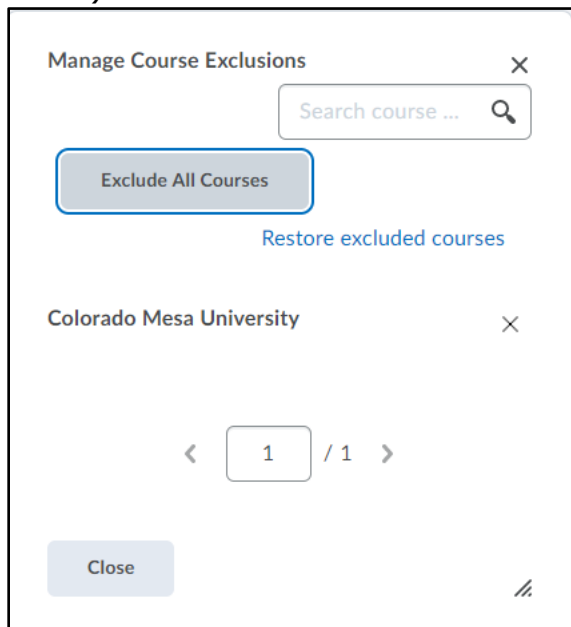 Manage Course Exclusions
Search course ...
Exclude All Courses
Restore excluded courses
Colorado Mesa University
1 / 1
Close